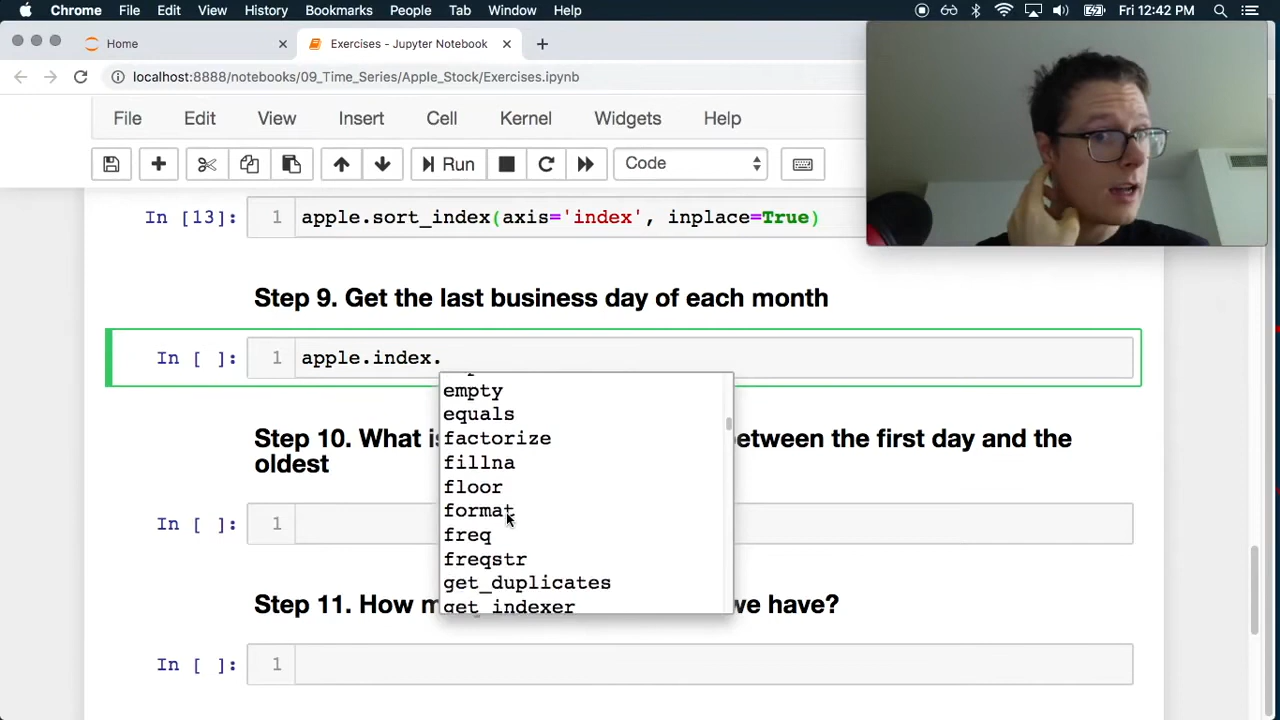 Chrome File Edit View History Bookmarks People Tab Window Help Fri 12:42 PM
Home Exercises - Jupyter Notebook
localhost:8888/notebooks/09_Time_Series/Apple_Stock/Exercises.ipynb
File Edit View Insert Cell Kernel Widgets Help
Run Code
In [13]: 1 apple.sort_index(axis='index', inplace=True)
Step 9. Get the last business day of each month
In [ ]: 1 apple.index.
empty
equals
factorize
fillna
floor
format
freq
freqstr
get_duplicates
get_indexer
Step 10. What is between the first day and the
oldest
In [ ]: 1
Step 11. How we have?
In [ ]: 1